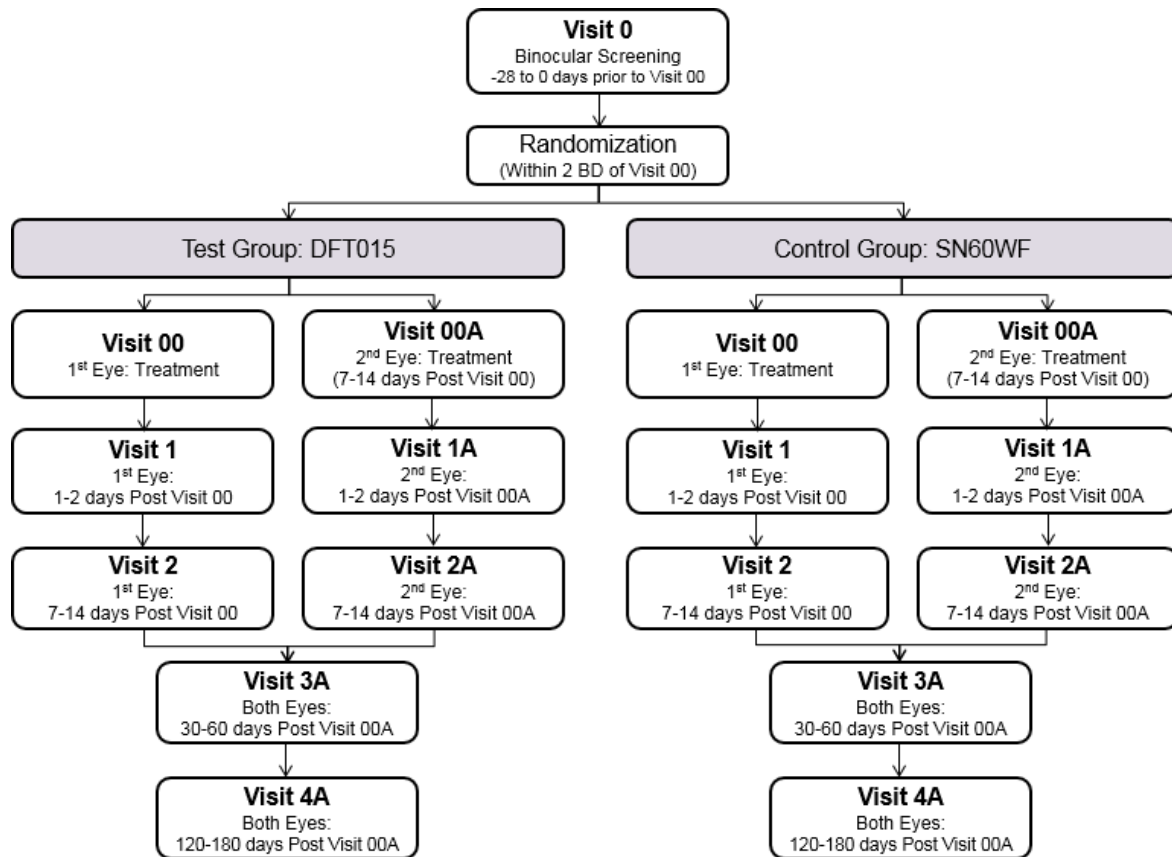 Visit 0
Binocular Screening
-28 to 0 days prior to Visit 00
Randomization
(Within 2 BD of Visit 00)
Test Group: DFT015
Control Group: SN60WF
Visit 00
1st Eye: Treatment
Visit 00A
2nd Eye: Treatment
(7-14 days Post Visit 00)
Visit 00
1st Eye: Treatment
Visit 00A
2nd Eye: Treatment
(7-14 days Post Visit 00)
Visit 1
1st Eye:
1-2 days Post Visit 00
Visit 1A
2nd Eye:
1-2 days Post Visit 00A
Visit 1
1st Eye:
1-2 days Post Visit 00
Visit 1A
2nd Eye:
1-2 days Post Visit 00A
Visit 2
1st Eye:
7-14 days Post Visit 00
Visit 2A
2nd Eye:
7-14 days Post Visit 00A
Visit 2
1st Eye:
7-14 days Post Visit 00
Visit 2A
2nd Eye:
7-14 days Post Visit 00A
Visit 3A
Both Eyes:
30-60 days Post Visit 00A
Visit 3A
Both Eyes:
30-60 days Post Visit 00A
Visit 4A
Both Eyes:
120-180 days Post Visit 00A
Visit 4A
Both Eyes:
120-180 days Post Visit 00A